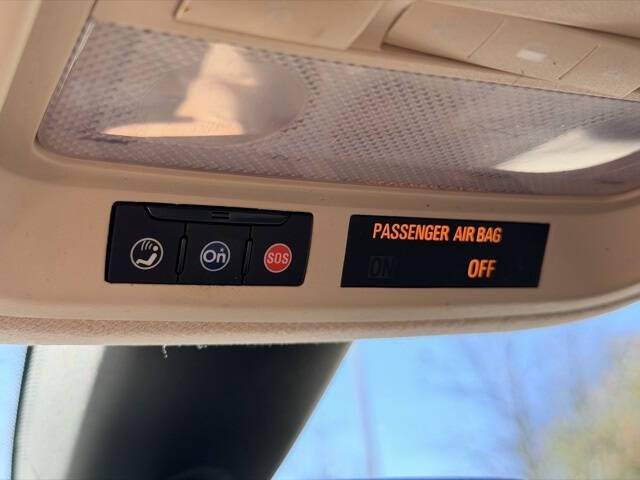 PASSENGER AIR BAG
ON OFF
On
SOS